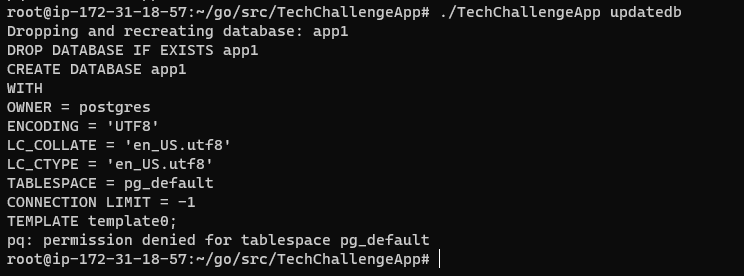 root@ip-172-31-18-57:~/go/src/TechChallengeApp# ./TechChallengeApp updatedb
Dropping and recreating database: app1
DROP DATABASE IF EXISTS app1
CREATE DATABASE app1
WITH
OWNER = postgres
ENCODING = 'UTF8'
LC_COLLATE = 'en_US.utf8'
LC_CTYPE = 'en_US.utf8'
TABLESPACE = pg_default
CONNECTION LIMIT = -1
TEMPLATE template0;
pq: permission denied for tablespace pg_default
root@ip-172-31-18-57:~/go/src/TechChallengeApp#